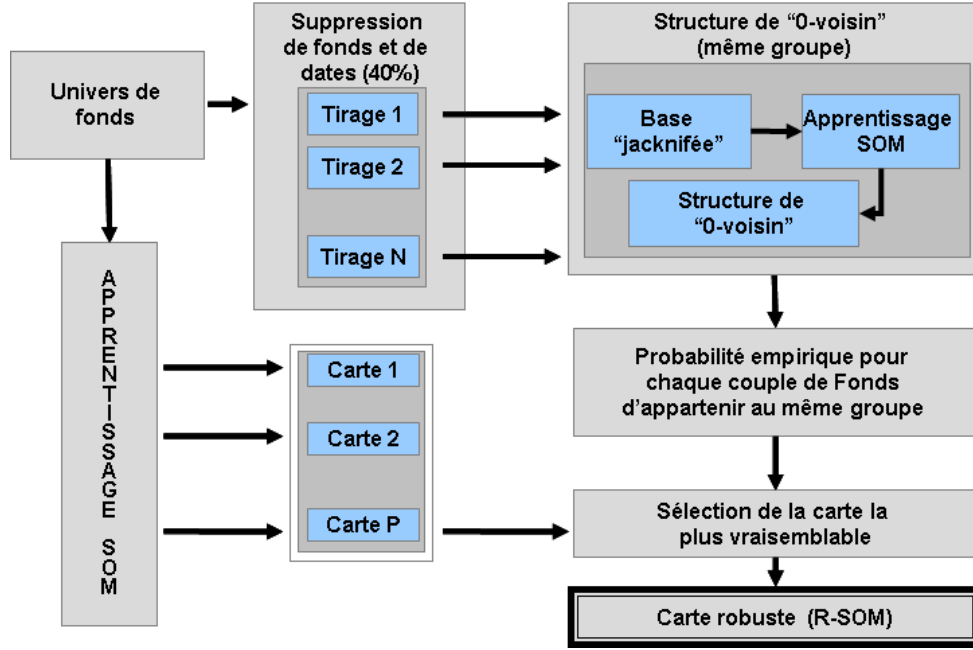 Univers de
fonds
Suppression
de fonds et de
dates (40%)
Tirage 1
Tirage 2
Tirage N
Structure de “0-voisin”
(même groupe)
Base
“jacknifée”
Apprentissage
SOM
Structure de
“0-voisin”
APPRENTISSAGE SOM
Carte 1
Carte 2
Carte P
Probabilité empirique pour
chaque couple de Fonds
d’appartenir au même groupe
Sélection de la carte la
plus vraisemblable
Carte robuste (R-SOM)